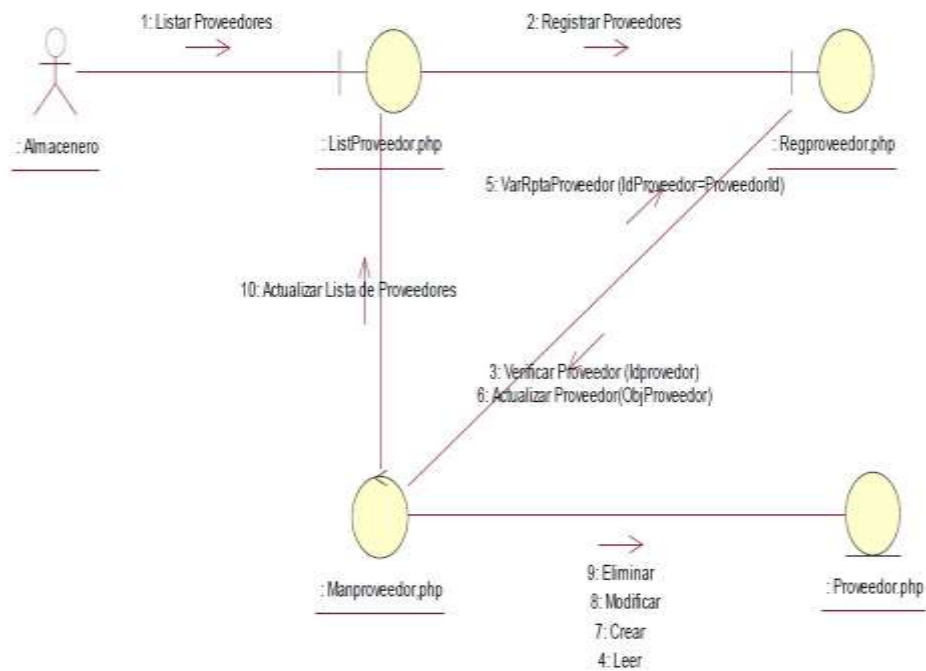 1: Listar Proveedores
2: Registrar Proveedores
: Almacenero
: ListProveedor.php
: Regproveedor.php
5: VarRptaProveedor (IdProveedor=ProveedorId)
10: Actualizar Lista de Proveedores
3: Verificar Proveedor (Idprovedor)
6: Actualizar Proveedor(ObjProveedor)
: Manproveedor.php
: Proveedor.php
9: Eliminar
8: Modificar
7: Crear
4: Leer